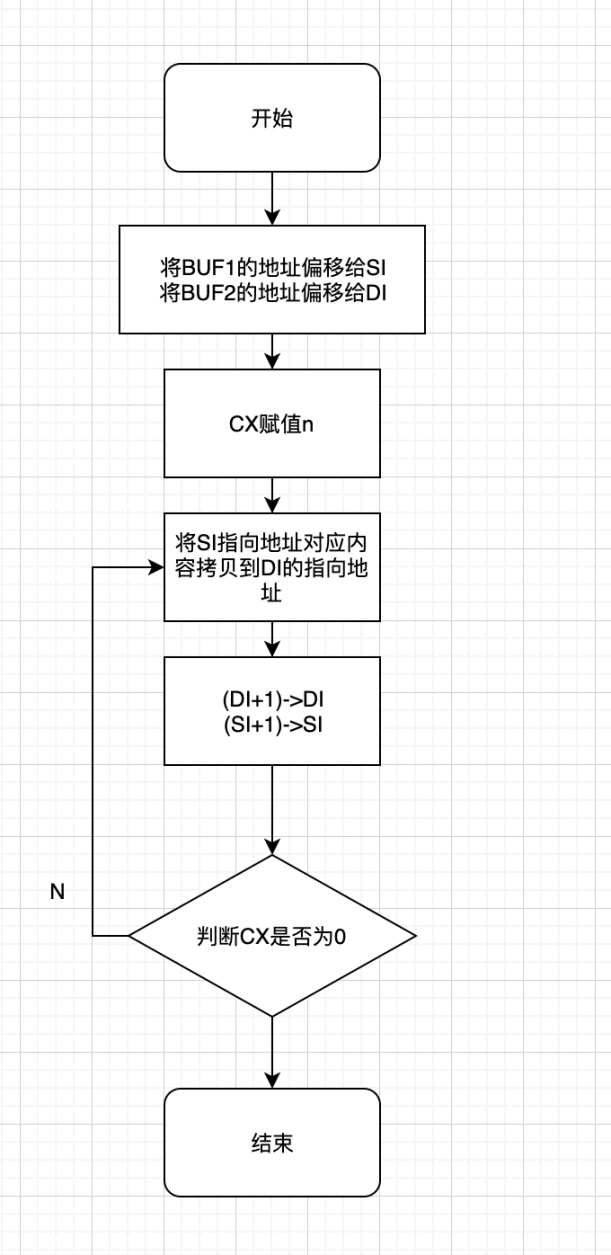 开始
将BUF1的地址偏移给SI
将BUF2的地址偏移给DI
CX赋值n
将SI指向地址对应内
容拷贝到DI的指向地
址
(DI+1)->DI
(SI+1)->SI
N
判断CX是否为0
结束